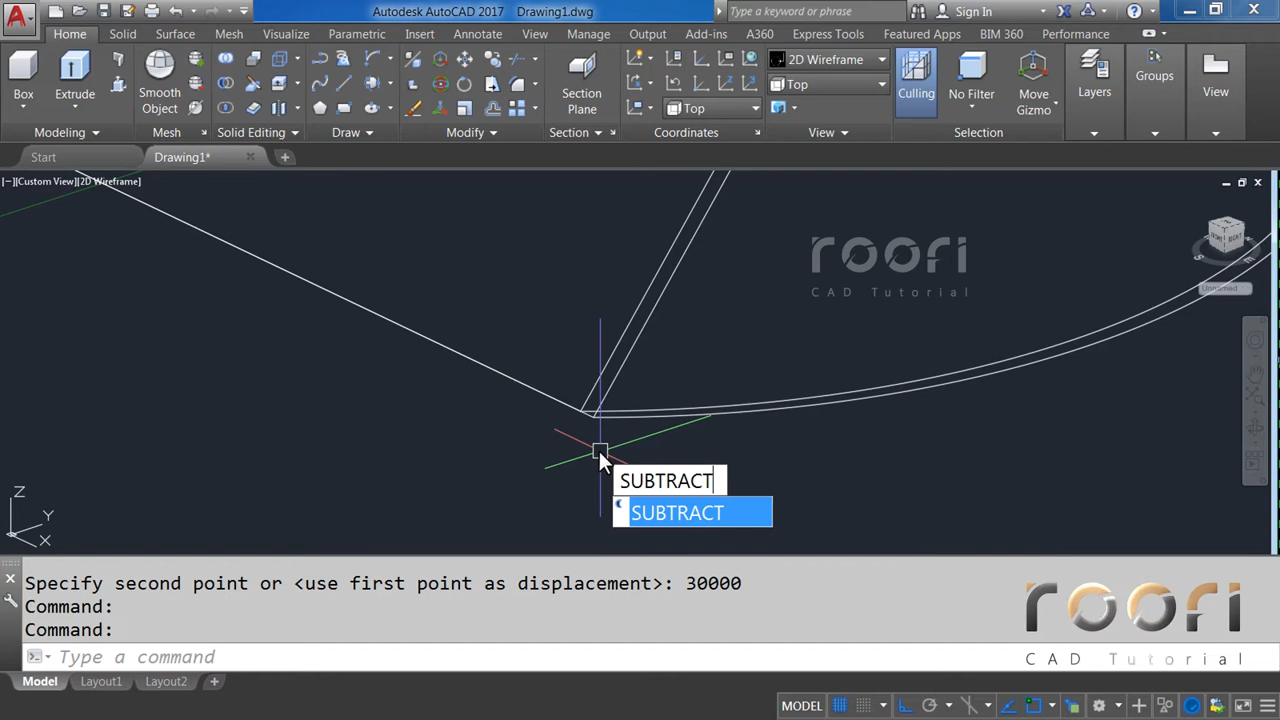 Autodesk AutoCAD 2017 Drawing1.dwg
Type a keyword or phrase
Sign In
Home Solid Surface Mesh Visualize Parametric Insert Annotate View Manage Output Add-ins A360 Express Tools Featured Apps BIM 360 Performance
Box
Extrude
Smooth Object
Section Plane
2D Wireframe
Top
Top
Culling
No Filter
Move Gizmo
Layers
Groups
View
Modeling Mesh Solid Editing Draw Modify Section Coordinates View Selection
Start Drawing1*
[−][Custom View][2D Wireframe]
roofi
CAD Tutorial
Unnamed
SUBTRACT
SUBTRACT
Z
Y
X
Specify second point or <use first point as displacement>: 30000
Command:
Command:
Type a command
roofi
CAD Tutorial
Model Layout1 Layout2
MODEL